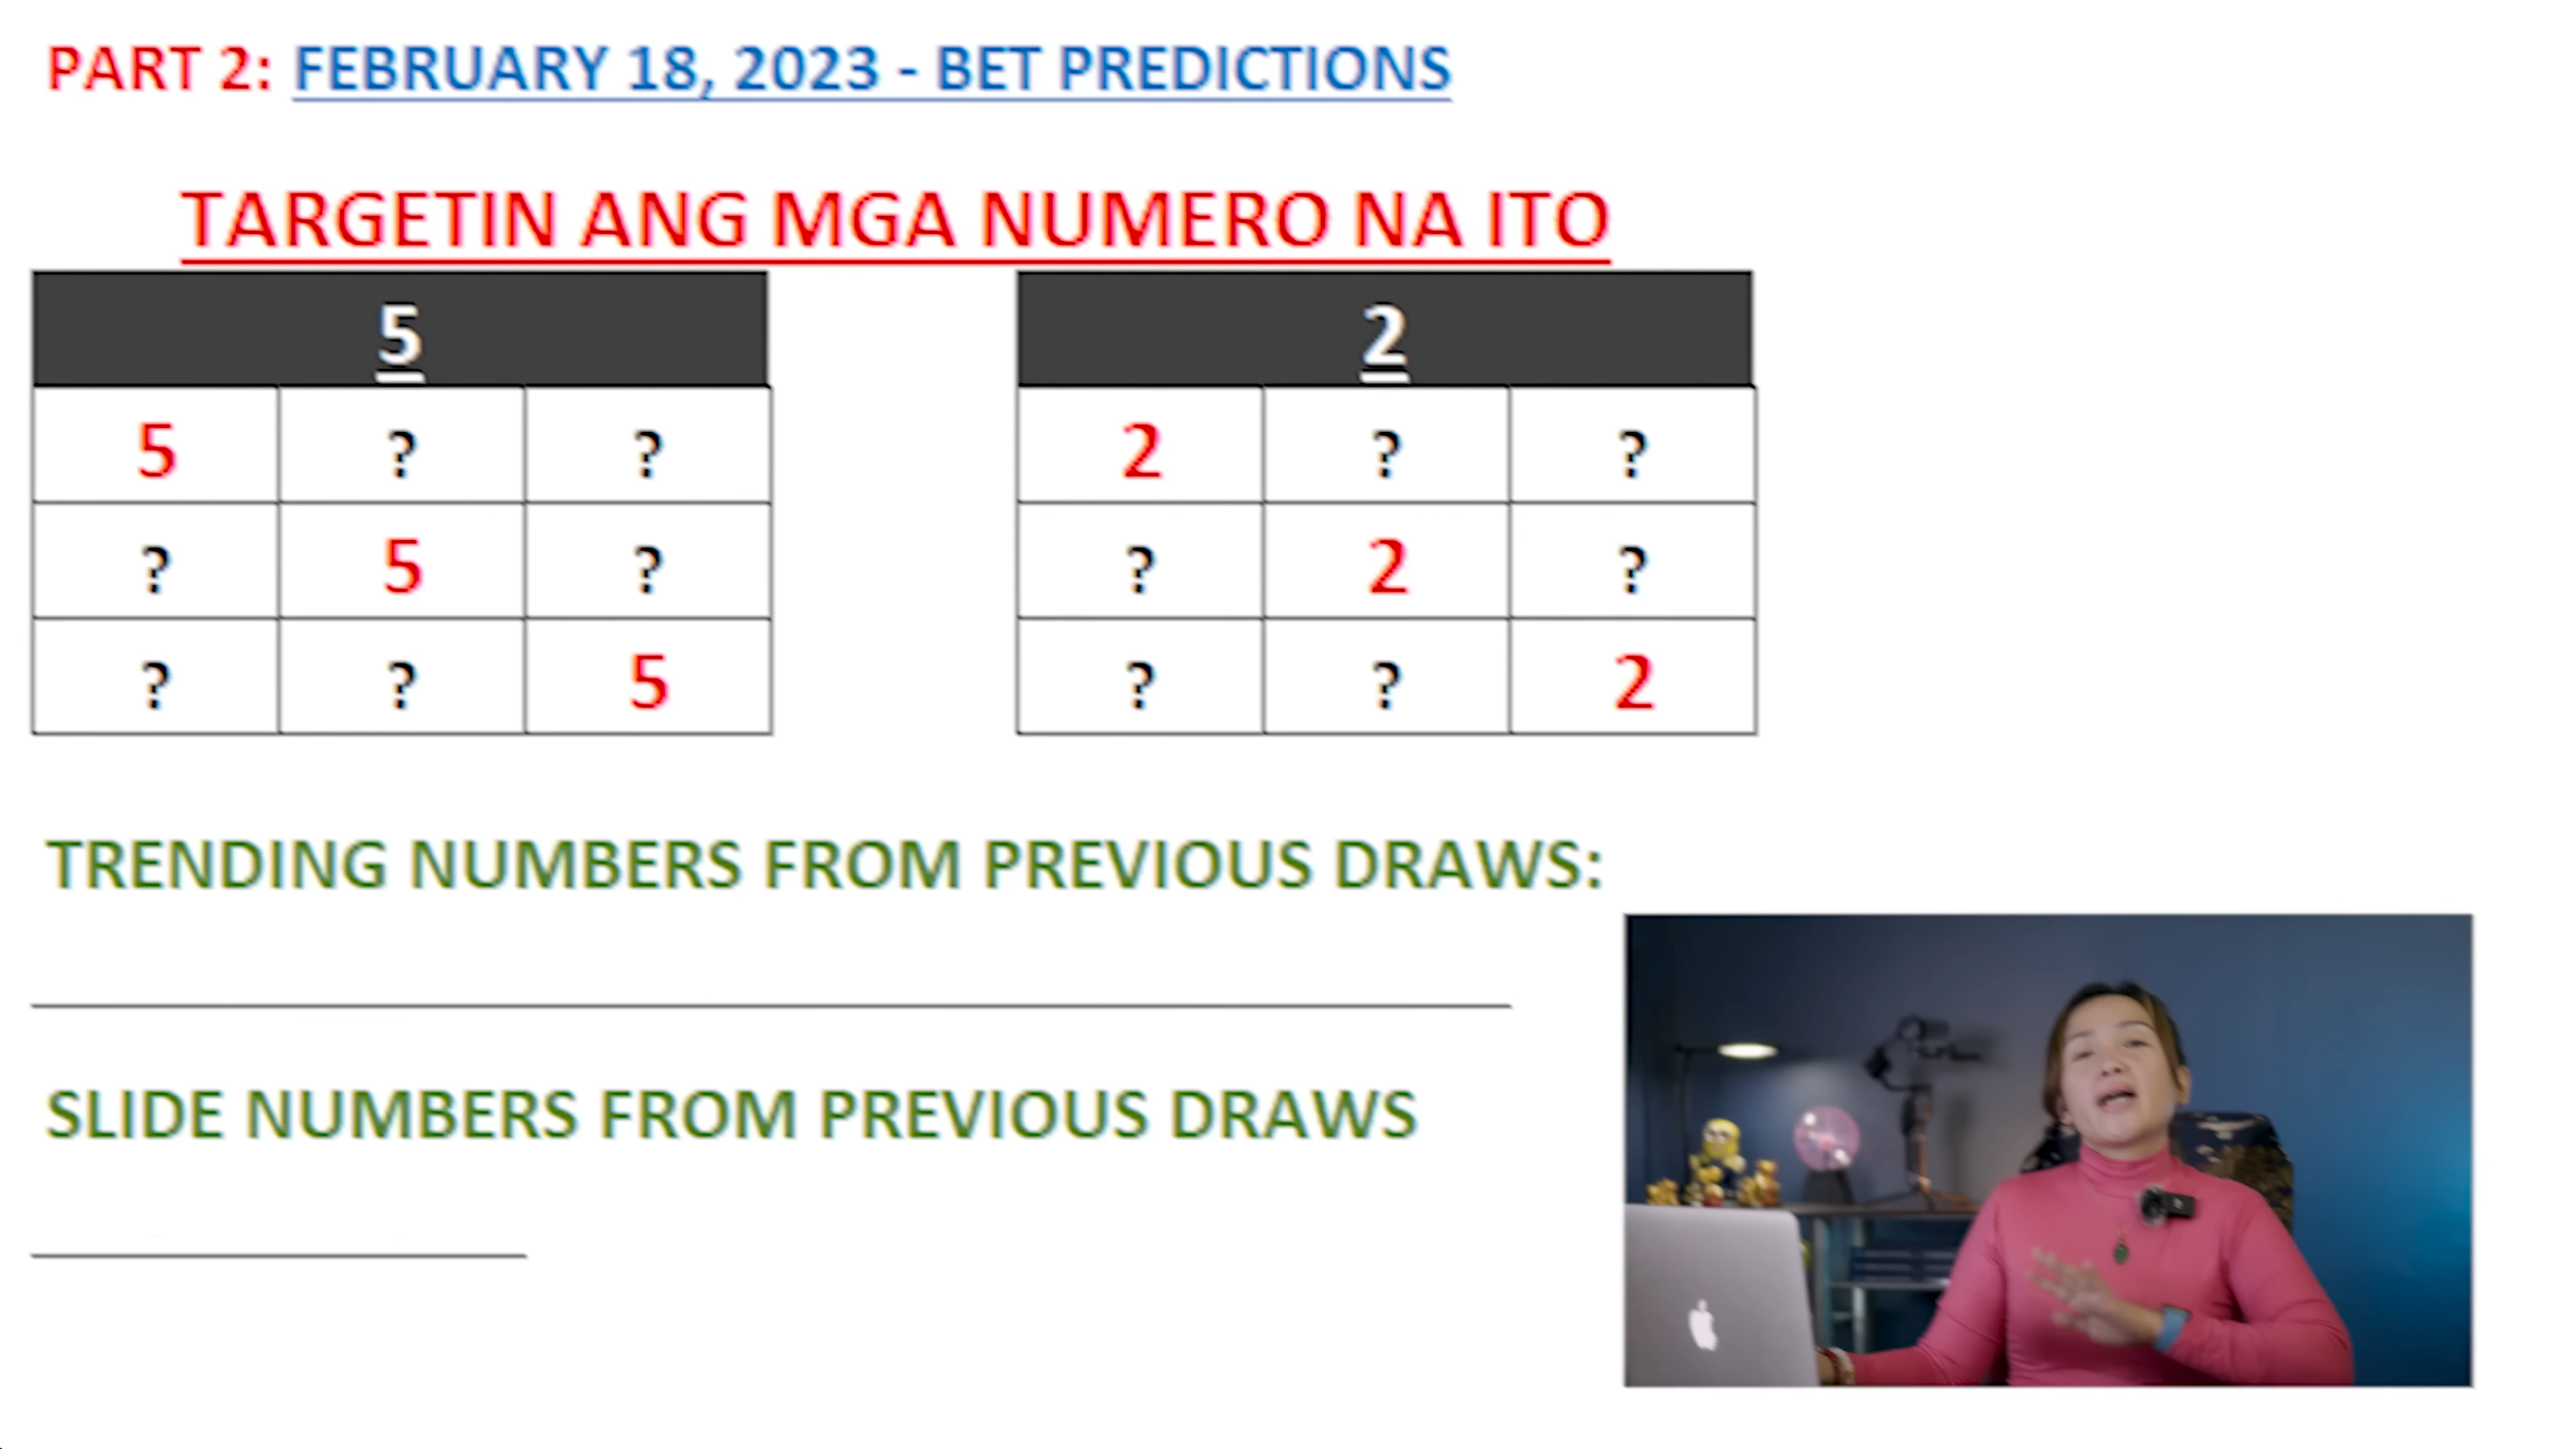 PART 2: FEBRUARY 18, 2023 - BET PREDICTIONS
TARGETIN ANG MGA NUMERO NA ITO
5 2
5 ? ? 2 ? ?
? 5 ? ? 2 ?
? ? 5 ? ? 2
TRENDING NUMBERS FROM PREVIOUS DRAWS:
SLIDE NUMBERS FROM PREVIOUS DRAWS